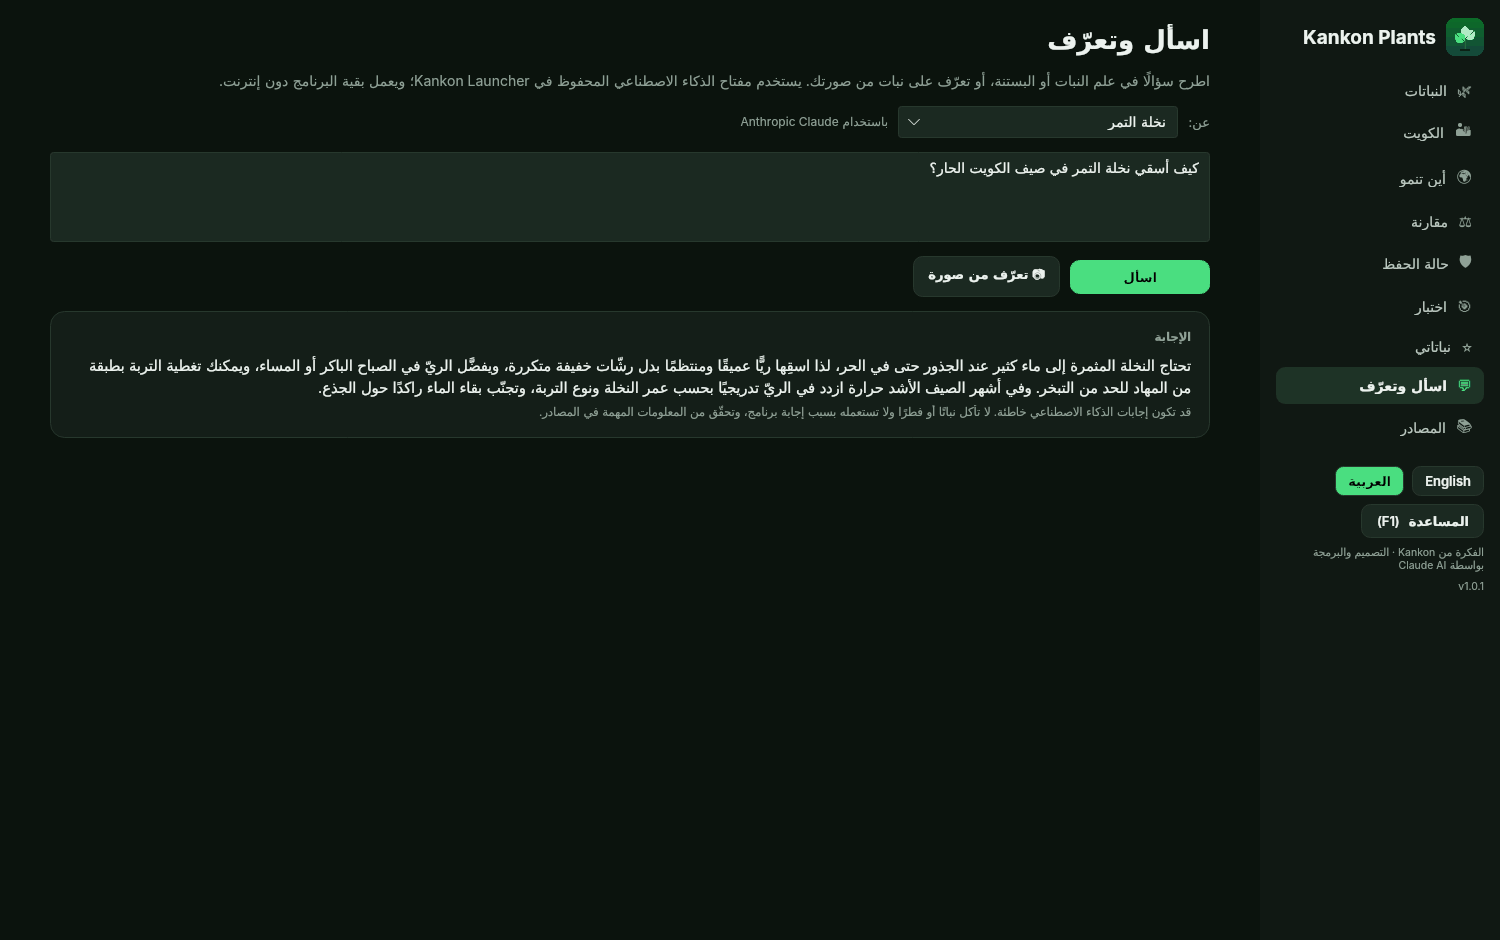 Kankon Plants
النباتات
الكويت
أين تنمو
مقارنة
حالة الحفظ
اختبار
نباتاتي
اسأل وتعرّف
المصادر
English
العربية
المساعدة (F1)
الفكرة من Kankon · التصميم والبرمجة
بواسطة Claude AI
v1.0.1
اسأل وتعرّف
اطرح سؤالًا في علم النبات أو البستنة، أو تعرّف على نبات من صورتك. يستخدم مفتاح الذكاء الاصطناعي المحفوظ في Kankon Launcher؛ ويعمل بقية البرنامج دون إنترنت.
عن:
نخلة التمر
باستخدام Anthropic Claude
كيف أسقي نخلة التمر في صيف الكويت الحار؟
اسأل
تعرّف من صورة
الإجابة
تحتاج النخلة المثمرة إلى ماء كثير عند الجذور حتى في الحر، لذا اسقِها ريًّا عميقًا ومنتظمًا بدل رشّات خفيفة متكررة، ويفضَّل الريّ في الصباح الباكر أو المساء، ويمكنك تغطية التربة بطبقة
من المهاد للحد من التبخر. وفي أشهر الصيف الأشد حرارة ازدد في الريّ تدريجيًا بحسب عمر النخلة ونوع التربة، وتجنّب بقاء الماء راكدًا حول الجذع.
قد تكون إجابات الذكاء الاصطناعي خاطئة. لا تأكل نباتًا أو فطرًا ولا تستعمله بسبب إجابة برنامج، وتحقّق من المعلومات المهمة في المصادر.